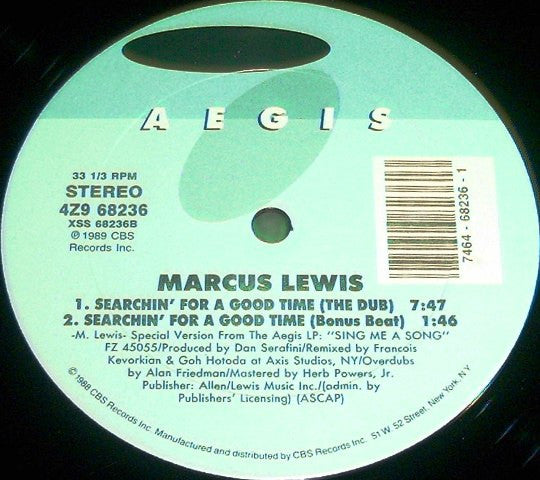 AEGIS
33 1/3 RPM
STEREO
4Z9 68236
XSS 68236B
℗ 1989 CBS
Records Inc.
7464-68236-1
MARCUS LEWIS
1. SEARCHIN' FOR A GOOD TIME (THE DUB) 7:47
2. SEARCHIN' FOR A GOOD TIME (Bonus Beat) 1:46
-M. Lewis- Special Version From The Aegis LP: "SING ME A SONG"
FZ 45055/Produced by Dan Serafini/Remixed by Francois
Kevorkian & Goh Hotoda at Axis Studios, NY/Overdubs
by Alan Friedman/Mastered by Herb Powers, Jr.
Publisher: Allen/Lewis Music Inc./(admin. by
Publishers' Licensing) (ASCAP)
© 1988 CBS Records Inc. Manufactured and distributed by CBS Records Inc. 51 W. 52 Street, New York, N.Y.